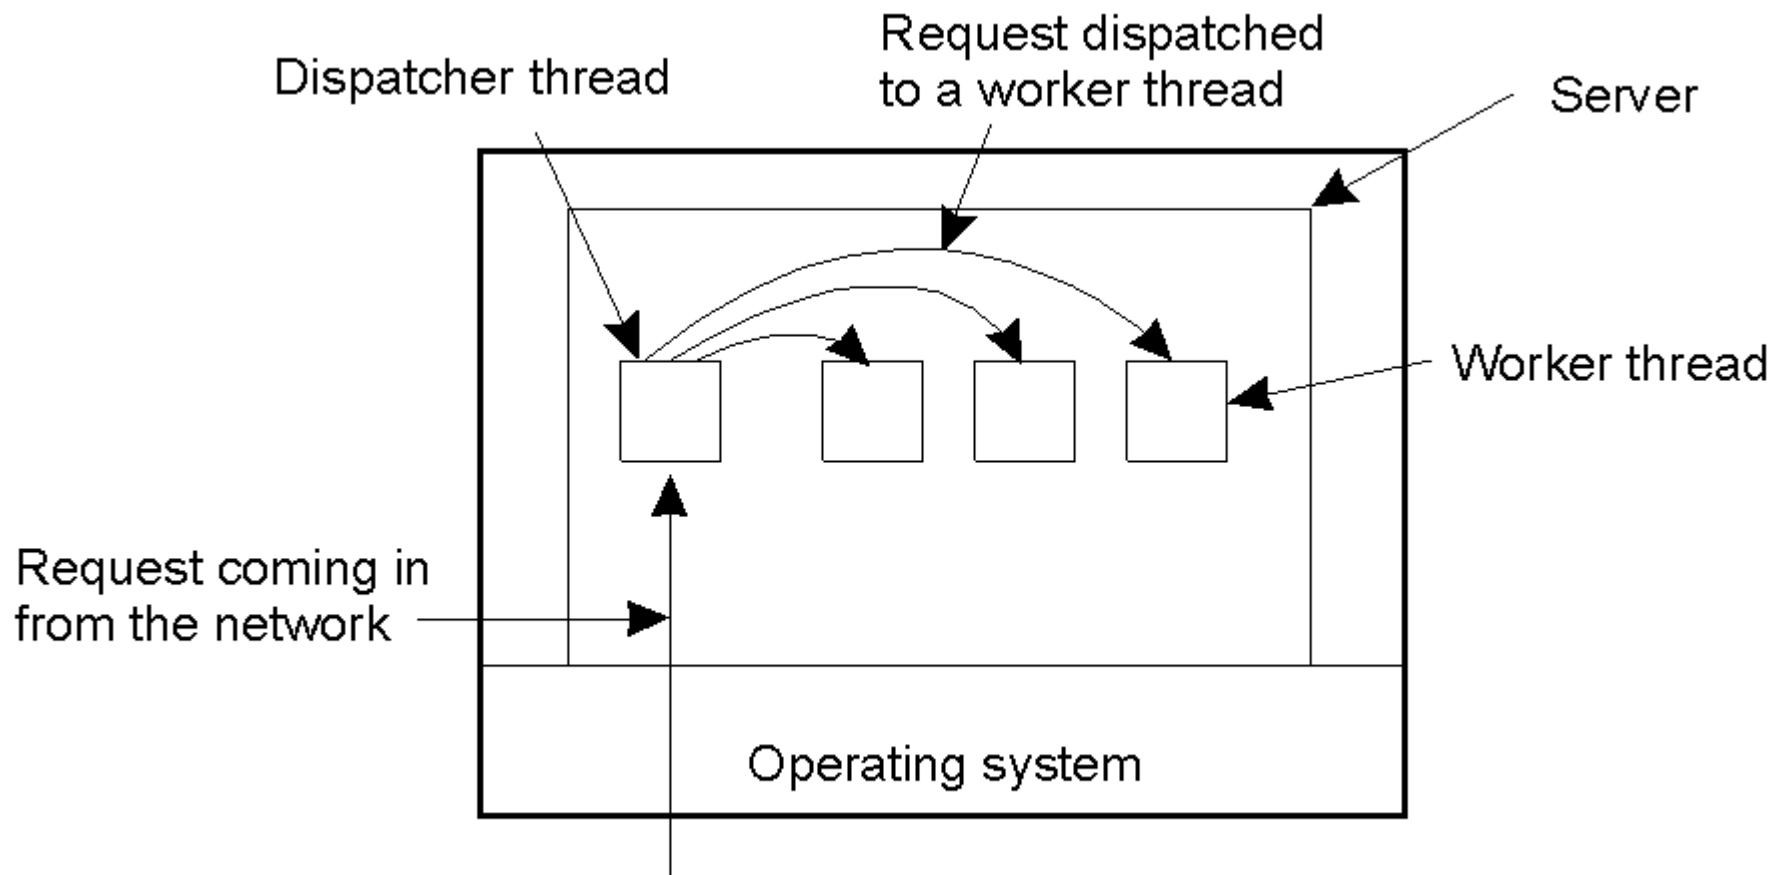 Request dispatched
to a worker thread
Dispatcher thread
Server
Worker thread
Request coming in
from the network
Operating system